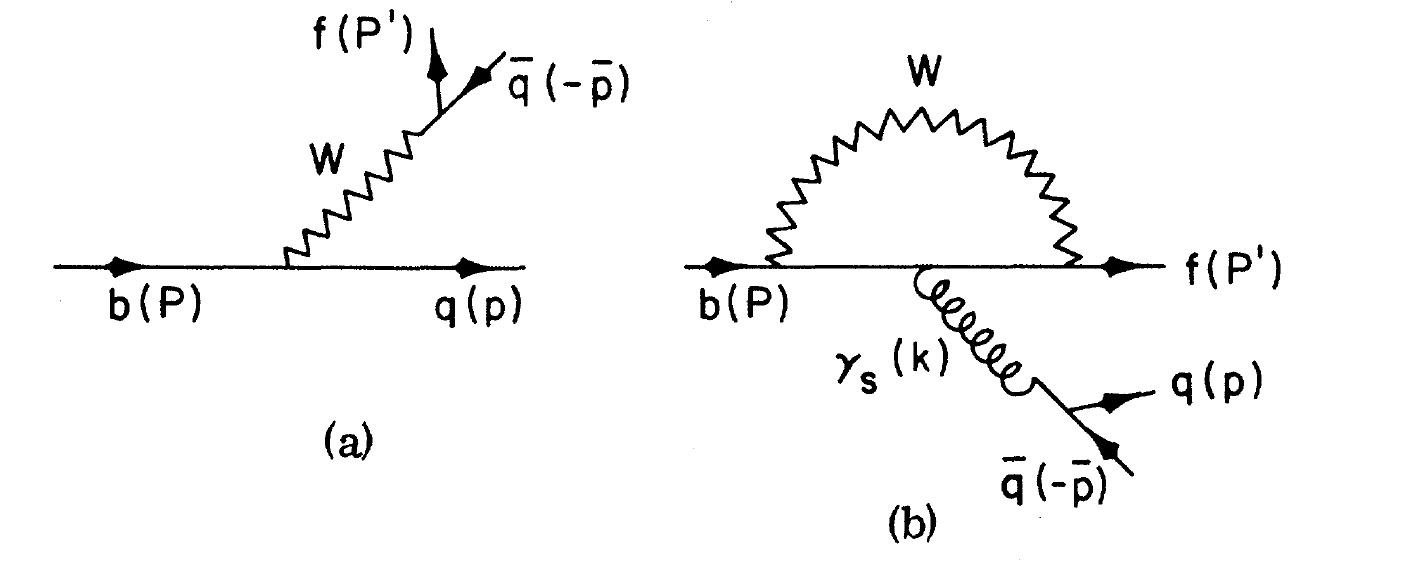 f(P')
q̅(-p̅)
W
b(P)
q(p)
(a)
W
b(P)
f(P')
γs(k)
q(p)
q̅(-p̅)
(b)